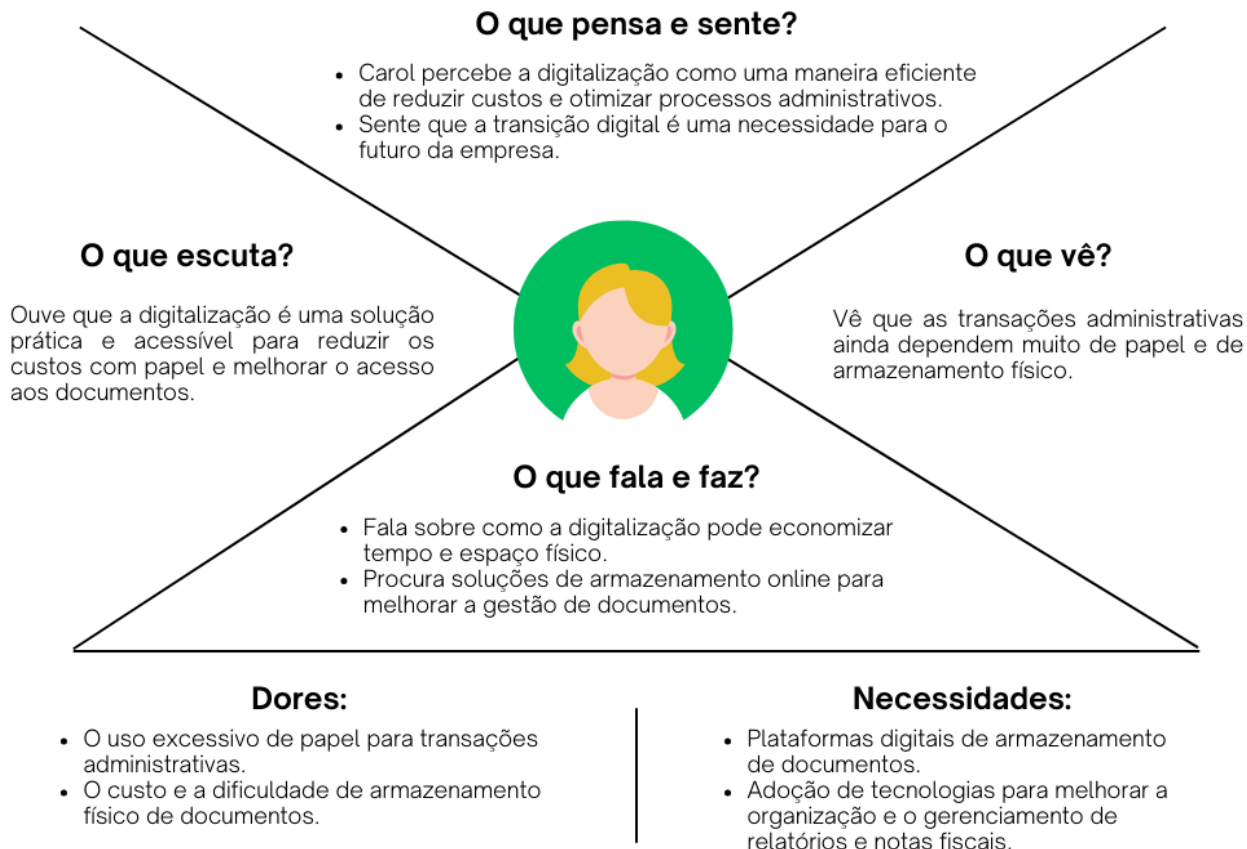 O que pensa e sente?
• Carol percebe a digitalização como uma maneira eficiente
de reduzir custos e otimizar processos administrativos.
• Sente que a transição digital é uma necessidade para o
futuro da empresa.
O que escuta?
Ouve que a digitalização é uma solução
prática e acessível para reduzir os
custos com papel e melhorar o acesso
aos documentos.
O que vê?
Vê que as transações administrativas
ainda dependem muito de papel e de
armazenamento físico.
O que fala e faz?
• Fala sobre como a digitalização pode economizar
tempo e espaço físico.
• Procura soluções de armazenamento online para
melhorar a gestão de documentos.
Dores:
• O uso excessivo de papel para transações
administrativas.
• O custo e a dificuldade de armazenamento
físico de documentos.
Necessidades:
• Plataformas digitais de armazenamento
de documentos.
• Adoção de tecnologias para melhorar a
organização e o gerenciamento de
relatórios e notas fiscais.